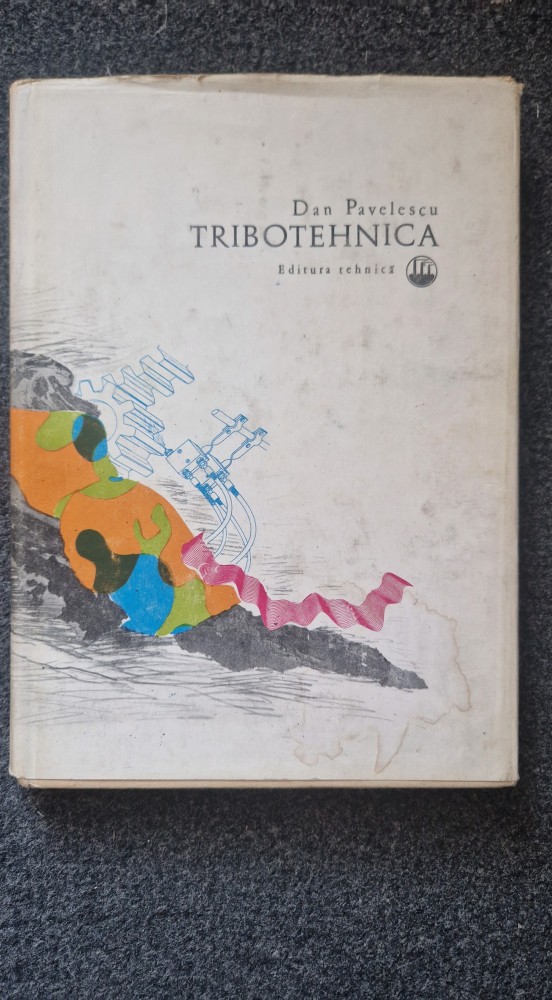 Dan Pavelescu
TRIBOTEHNICA
Editura tehnică